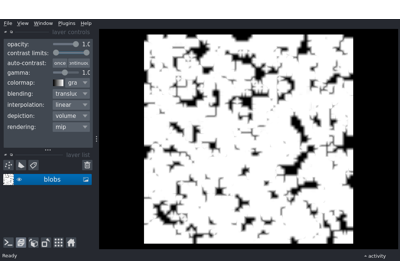 File View Window Plugins Help
layer controls
opacity: 1.0
contrast limits:
auto-contrast: once
gamma: 1.0
colormap: gra
blending: translu
interpolation: linear
depiction: volume
rendering: mip
layer list
blobs
Ready
activity